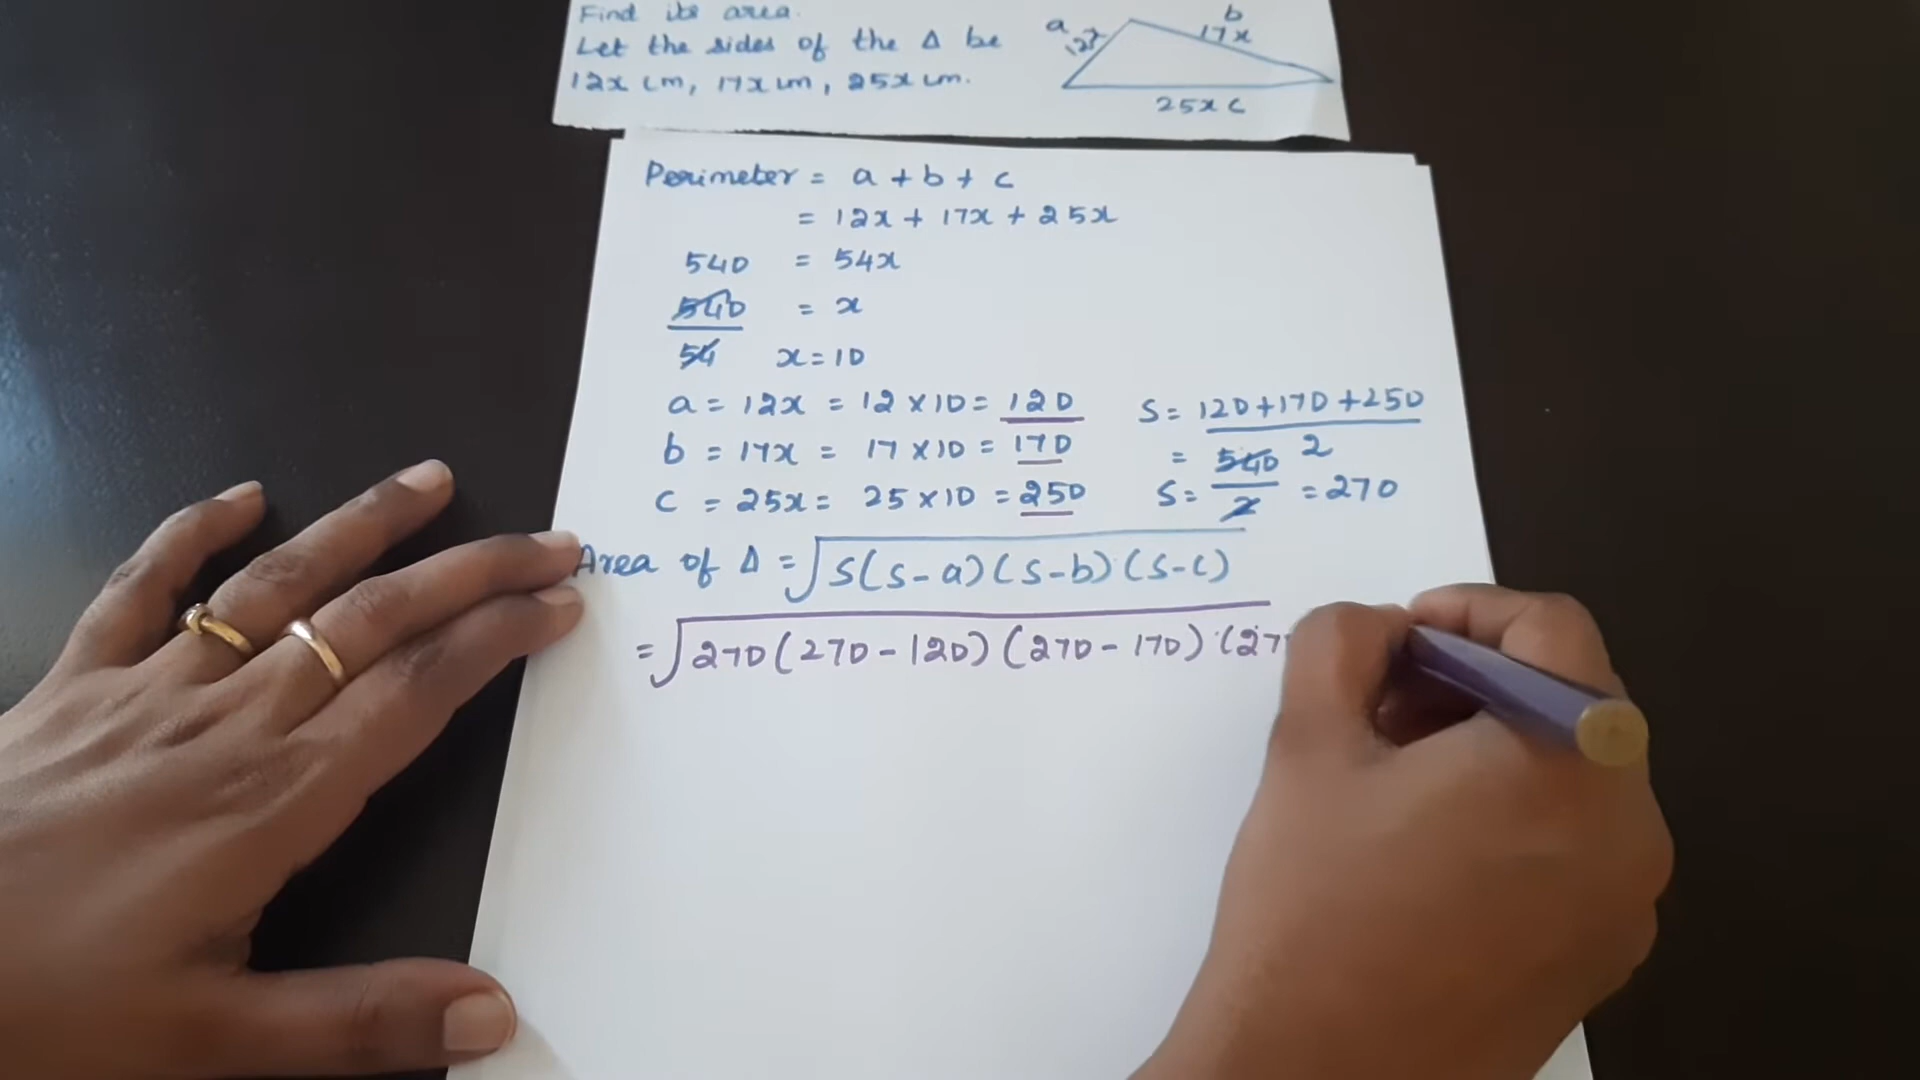 Find its area.
Let the sides of the Δ be
12x cm, 17x cm, 25x cm.
a
12x
b
17x
25x c
Perimeter = a + b + c
= 12x + 17x + 25x
540 = 54x
540/54 = x
x = 10
a = 12x = 12 × 10 = 120
b = 17x = 17 × 10 = 170
c = 25x = 25 × 10 = 250
S = 120+170+250/2
= 540
S = 540/2 = 270
Area of Δ = √S(s-a)(s-b)(s-c)
= √270(270-120)(270-170)(27